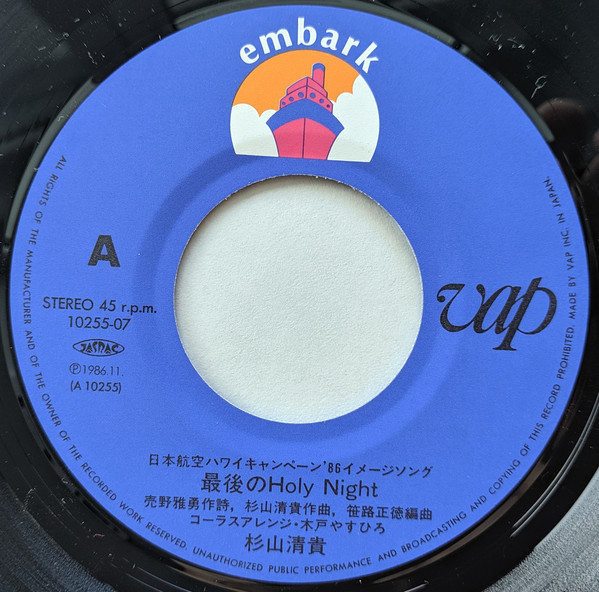 embark
A
STEREO 45 r.p.m.
10255-07
JASRAC
Ⓟ1986.11.
(A 10255)
vap
日本航空ハワイキャンペーン'86イメージソング
最後のHoly Night
売野雅勇作詩, 杉山清貴作曲, 笹路正徳編曲
コーラスアレンジ・木戸やすひろ
杉山清貴
ALL RIGHTS OF THE MANUFACTURER AND OF THE OWNER OF THE RECORDED WORK RESERVED. UNAUTHORIZED PUBLIC PERFORMANCE AND BROADCASTING AND COPYING OF THIS RECORD PROHIBITED. MADE BY VAP INC. IN JAPAN.